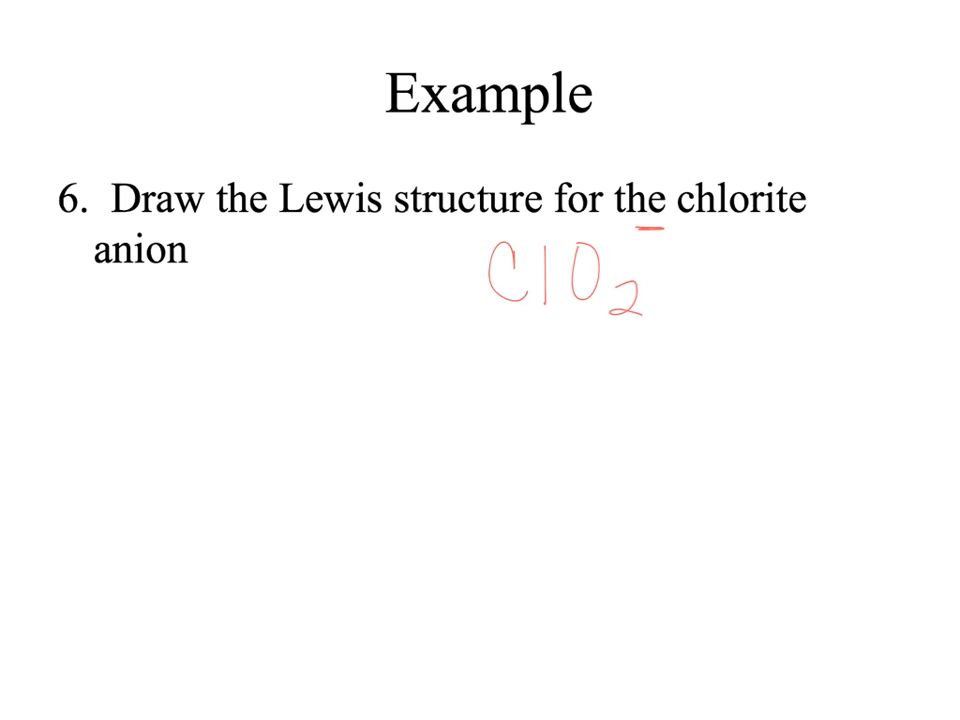 Example
6. Draw the Lewis structure for the chlorite
anion
ClO₂⁻